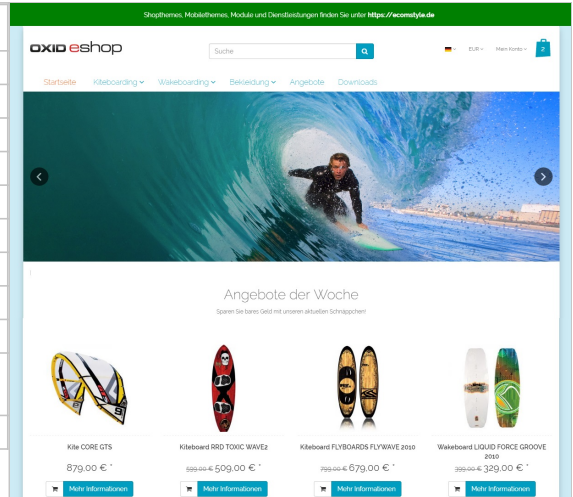 Shopthemes, Mobilethemes, Module und Dienstleistungen finden Sie unter https://ecomstyle.de
OXID eshop
Suche
EUR
Mein Konto
2
Startseite Kiteboarding Wakeboarding Bekleidung Angebote Downloads
Angebote der Woche
Sparen Sie bares Geld mit unseren aktuellen Schnäppchen!
Kite CORE GTS
879,00 € *
Mehr Informationen
Kiteboard RRD TOXIC WAVE2
599,00 € 509,00 € *
Mehr Informationen
Kiteboard FLYBOARDS FLYWAVE 2010
799,00 € 679,00 € *
Mehr Informationen
Wakeboard LIQUID FORCE GROOVE
2010
399,00 € 329,00 € *
Mehr Informationen